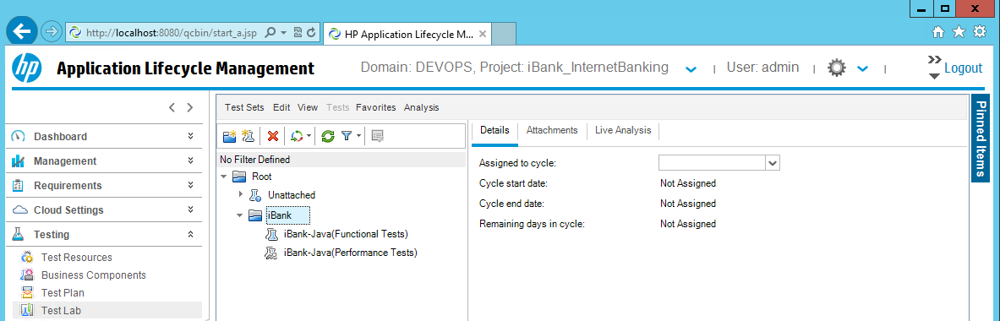 http://localhost:8080/qcbin/start_a.jsp
HP Application Lifecycle M...
hp
Application Lifecycle Management
Domain: DEVOPS, Project: iBank_InternetBanking
User: admin
Logout
Pinned Items
Dashboard
Management
Requirements
Cloud Settings
Testing
Test Resources
Business Components
Test Plan
Test Lab
Test Sets Edit View Tests Favorites Analysis
No Filter Defined
Root
Unattached
iBank
iBank-Java(Functional Tests)
iBank-Java(Performance Tests)
Details Attachments Live Analysis
Assigned to cycle:
Cycle start date: Not Assigned
Cycle end date: Not Assigned
Remaining days in cycle: Not Assigned